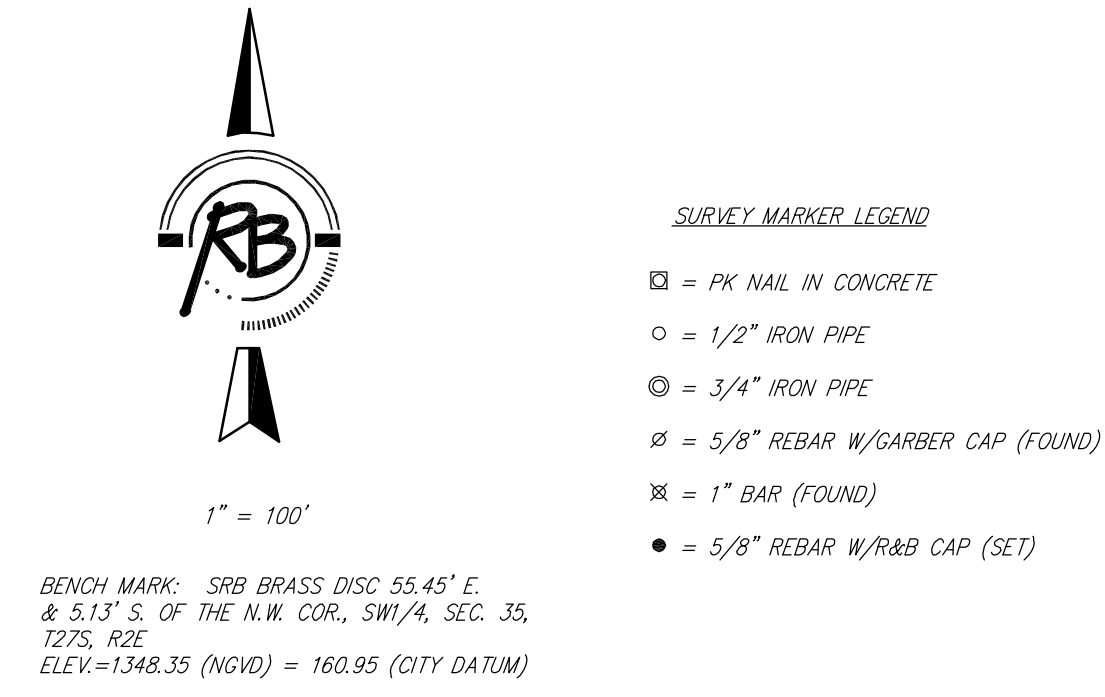 RB
1" = 100'
BENCH MARK: SRB BRASS DISC 55.45' E.
& 5.13' S. OF THE N.W. COR., SW1/4, SEC. 35,
T27S, R2E
ELEV.=1348.35 (NGVD) = 160.95 (CITY DATUM)
SURVEY MARKER LEGEND
= PK NAIL IN CONCRETE
= 1/2" IRON PIPE
= 3/4" IRON PIPE
= 5/8" REBAR W/GARBER CAP (FOUND)
= 1" BAR (FOUND)
= 5/8" REBAR W/R&B CAP (SET)